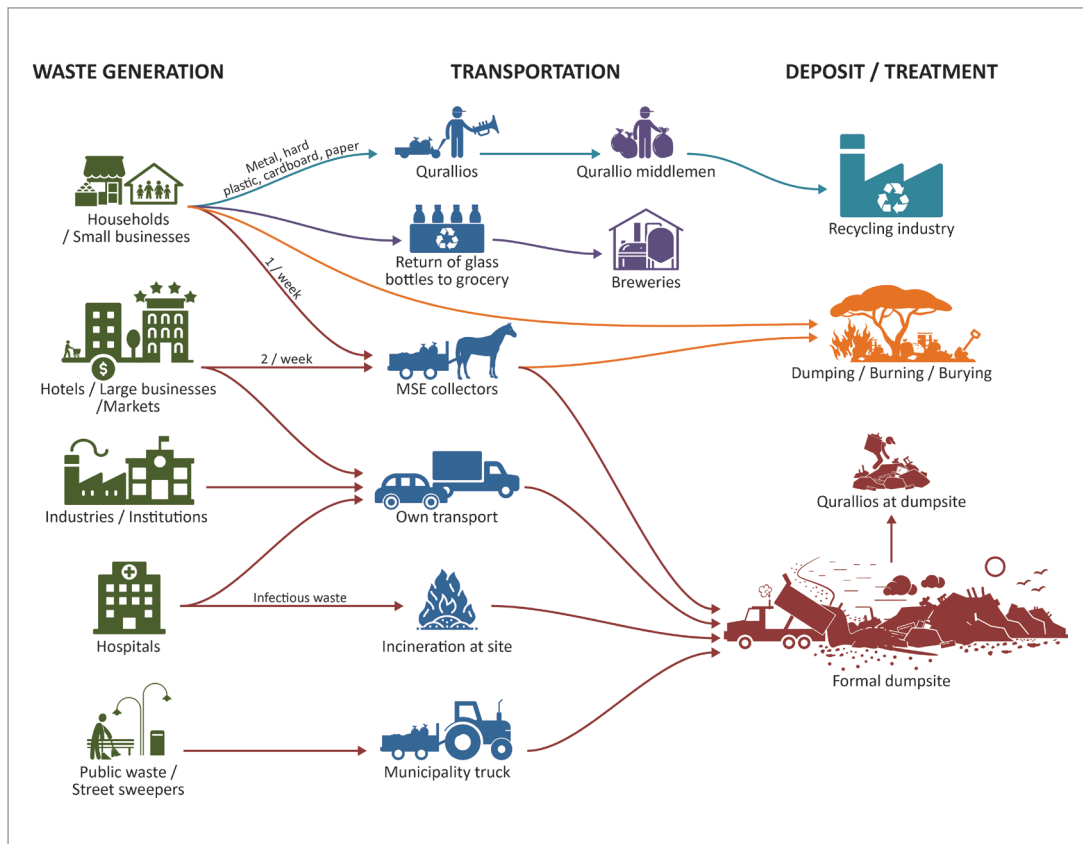 WASTE GENERATION
TRANSPORTATION
DEPOSIT / TREATMENT
Metal, hard
plastic, cardboard, paper
Qurallios
Qurallio middlemen
Households
/ Small businesses
Recycling industry
Return of glass
bottles to grocery
Breweries
1 / week
2 / week
$
Hotels / Large businesses
/Markets
MSE collectors
Dumping / Burning / Burying
Industries / Institutions
Own transport
Qurallios at dumpsite
Infectious waste
Hospitals
Incineration at site
Formal dumpsite
Public waste /
Street sweepers
Municipality truck